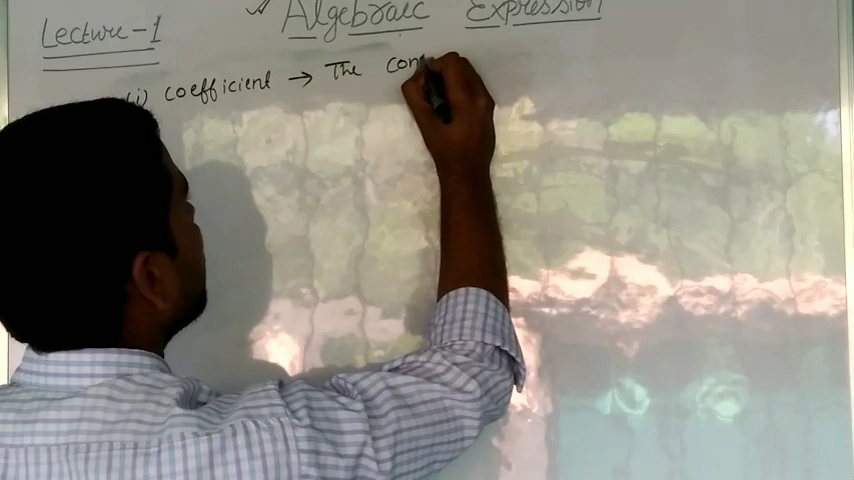 Lecture-1
Algebraic Expression
(i) coefficient → The con